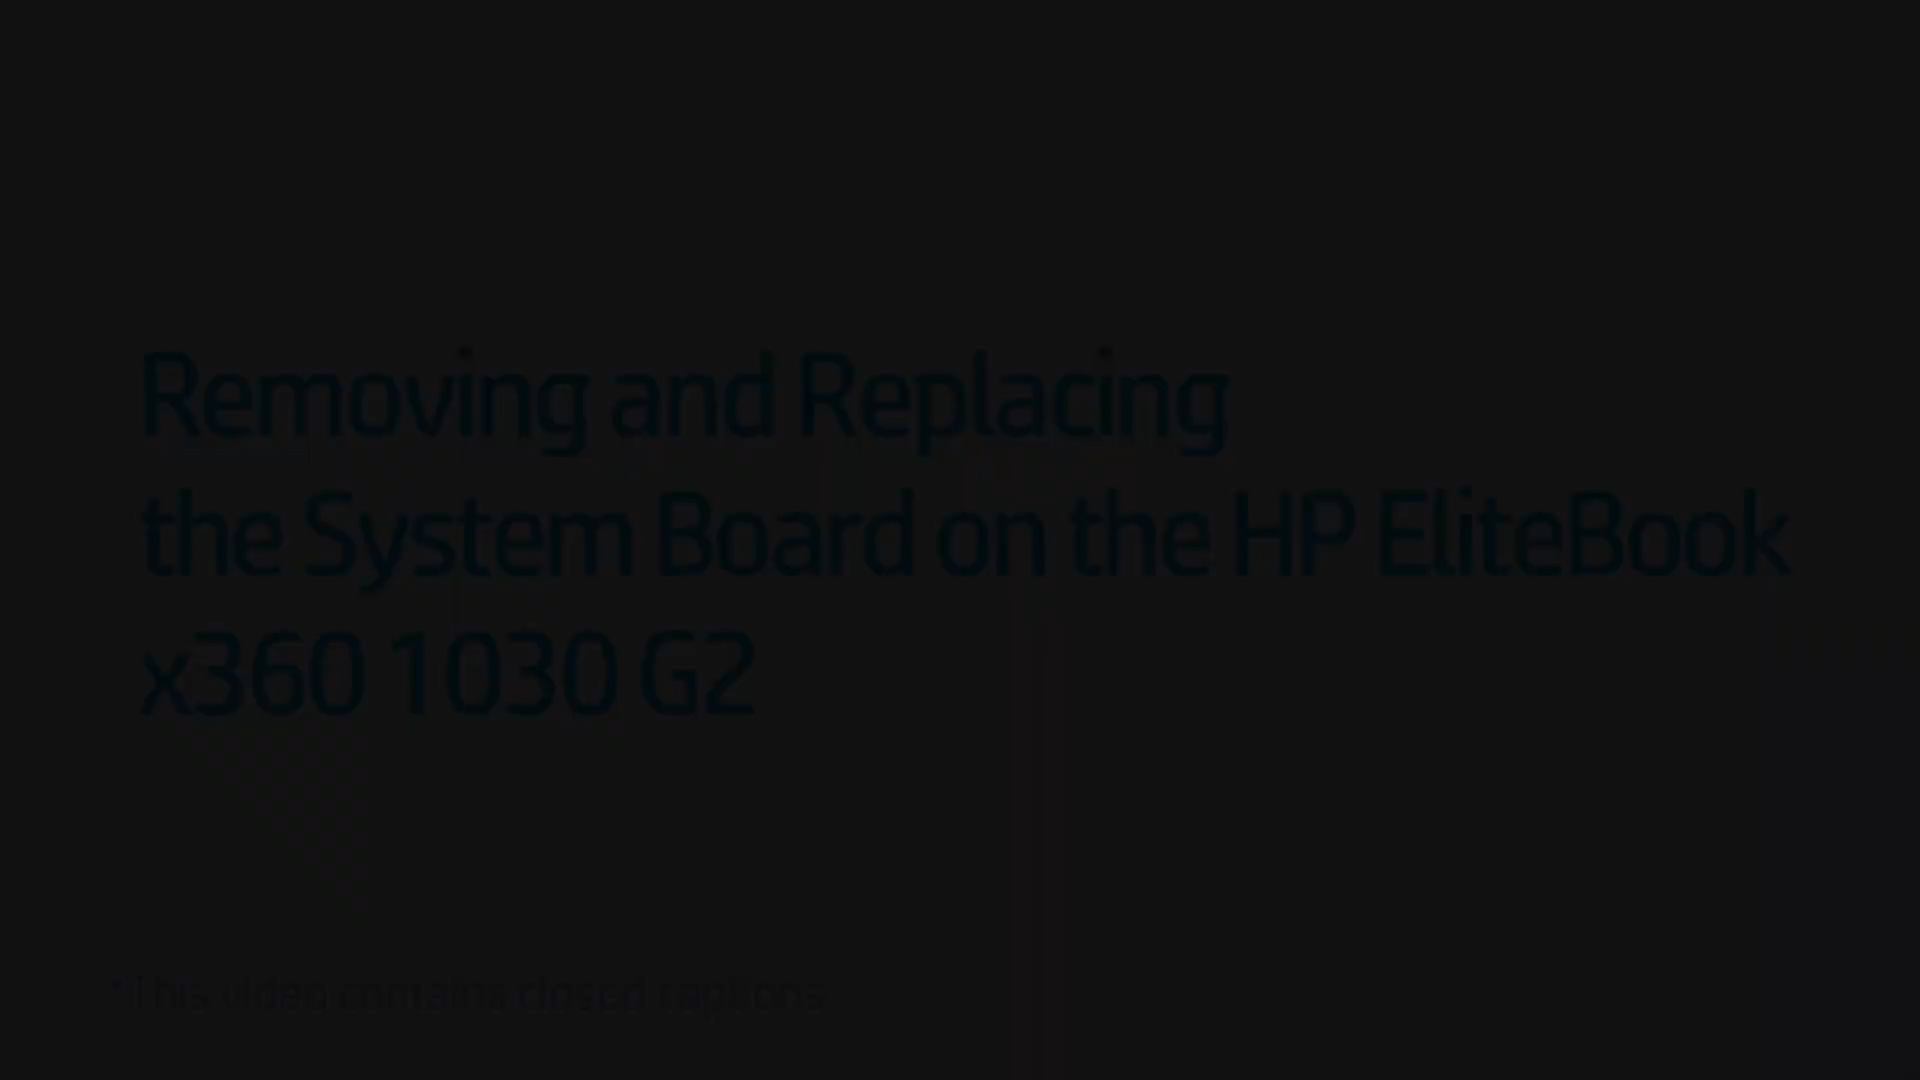 Removing and Replacing
the System Board on the HP EliteBook
x360 1030 G2
*This video contains closed captions